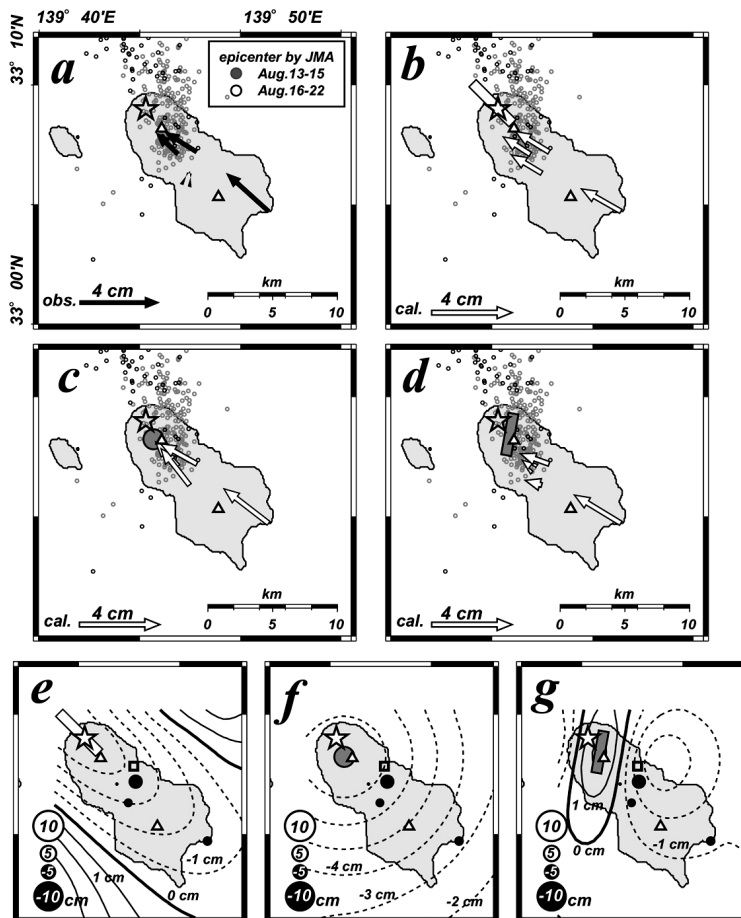 139° 40'E
139° 50'E
33° 10'N
33° 00'N
a
epicenter by JMA
Aug.13-15
Aug.16-22
obs.
4 cm
km
0 5 10
b
cal.
4 cm
km
0 5 10
c
cal.
4 cm
km
0 5 10
d
cal.
4 cm
km
0 5 10
e
10
5
-5
-10 cm
1 cm
0 cm
-1 cm
f
10
5
-5
-10 cm
-4 cm
-3 cm
-2 cm
g
10
5
-5
-10 cm
1 cm
0 cm
-1 cm